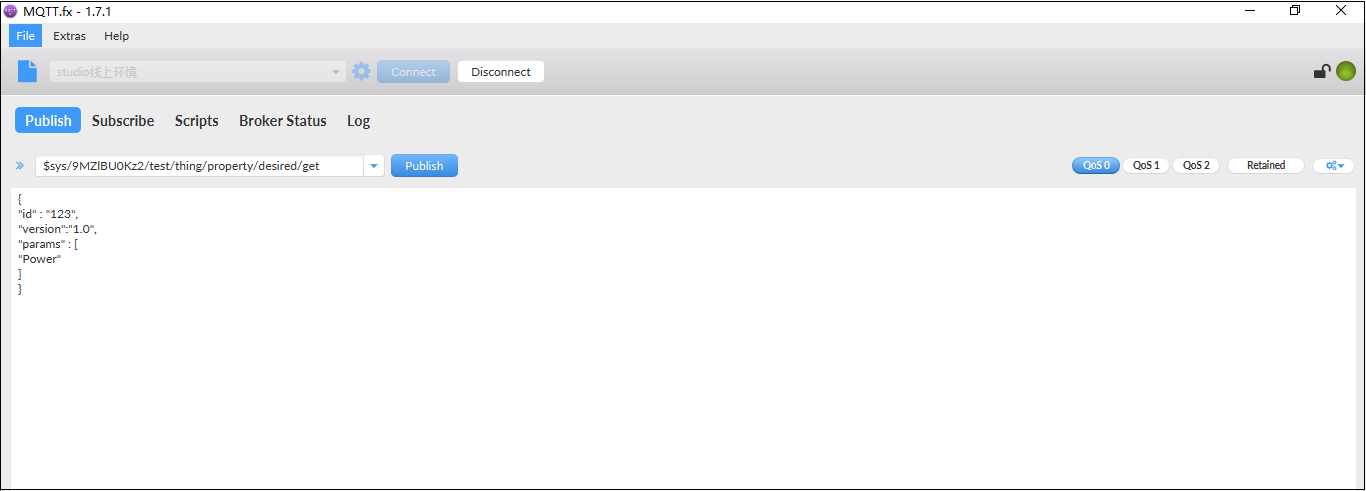 MQTT.fx - 1.7.1
File Extras Help
studio线上环境 Connect Disconnect
Publish Subscribe Scripts Broker Status Log
$sys/9MZlBU0Kz2/test/thing/property/desired/get Publish QoS 0 QoS 1 QoS 2 Retained
{
"id" : "123",
"version":"1.0",
"params" : [
"Power"
]
}